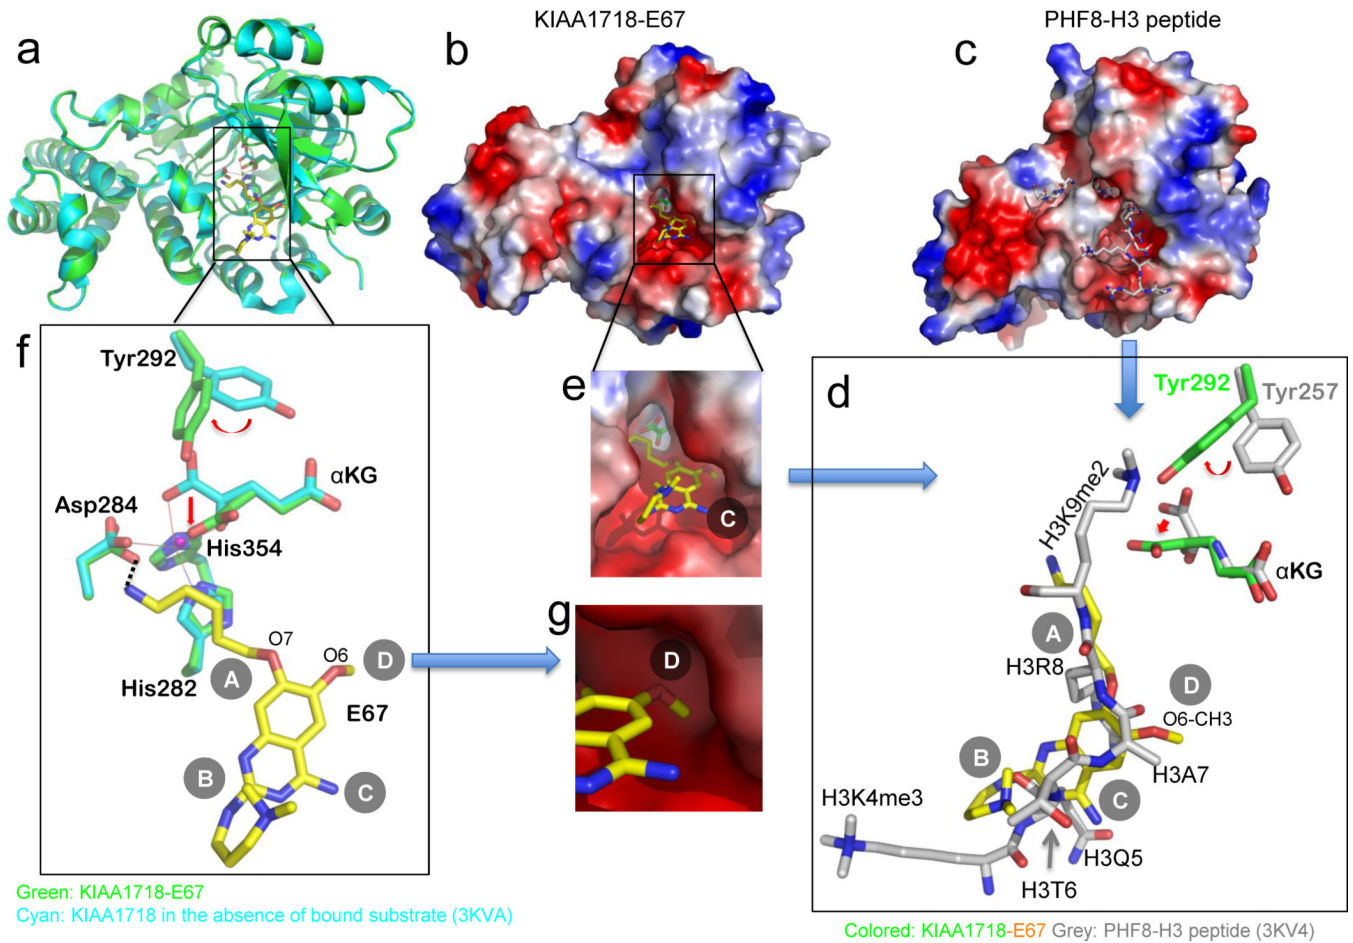 KIAA1718-E67
PHF8-H3 peptide
a
b
c
f
Tyr292
αKG
Asp284
His354
O7
O6
D
A
His282
E67
B
C
e
C
g
D
d
Tyr292
Tyr257
H3K9me2
αKG
A
H3R8
D
O6-CH3
B
H3A7
C
H3K4me3
H3Q5
H3T6
Green: KIAA1718-E67
Cyan: KIAA1718 in the absence of bound substrate (3KVA)
Colored: KIAA1718-E67 Grey: PHF8-H3 peptide (3KV4)